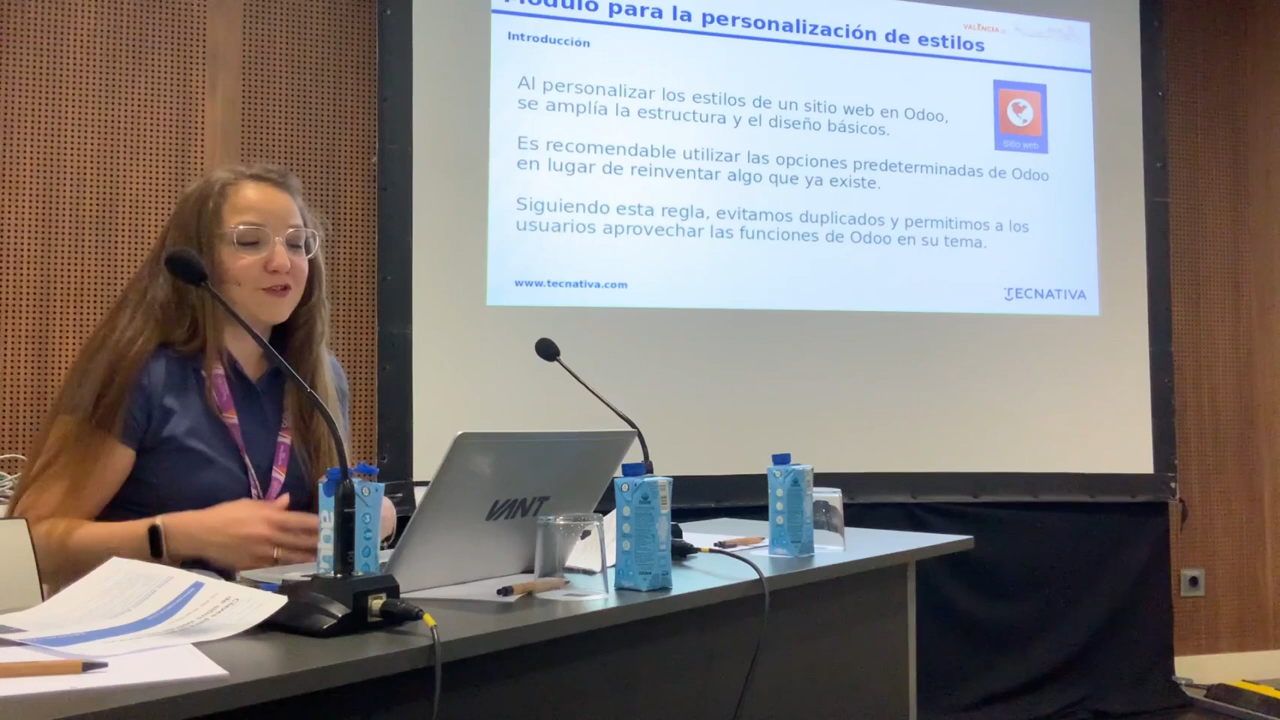 Módulo para la personalización de estilos
VALÈNCIA
Introducción
Al personalizar los estilos de un sitio web en Odoo,
se amplía la estructura y el diseño básicos.
Sitio web
Es recomendable utilizar las opciones predeterminadas de Odoo
en lugar de reinventar algo que ya existe.
Siguiendo esta regla, evitamos duplicados y permitimos a los
usuarios aprovechar las funciones de Odoo en su tema.
www.tecnativa.com
TECNATIVA
VANT